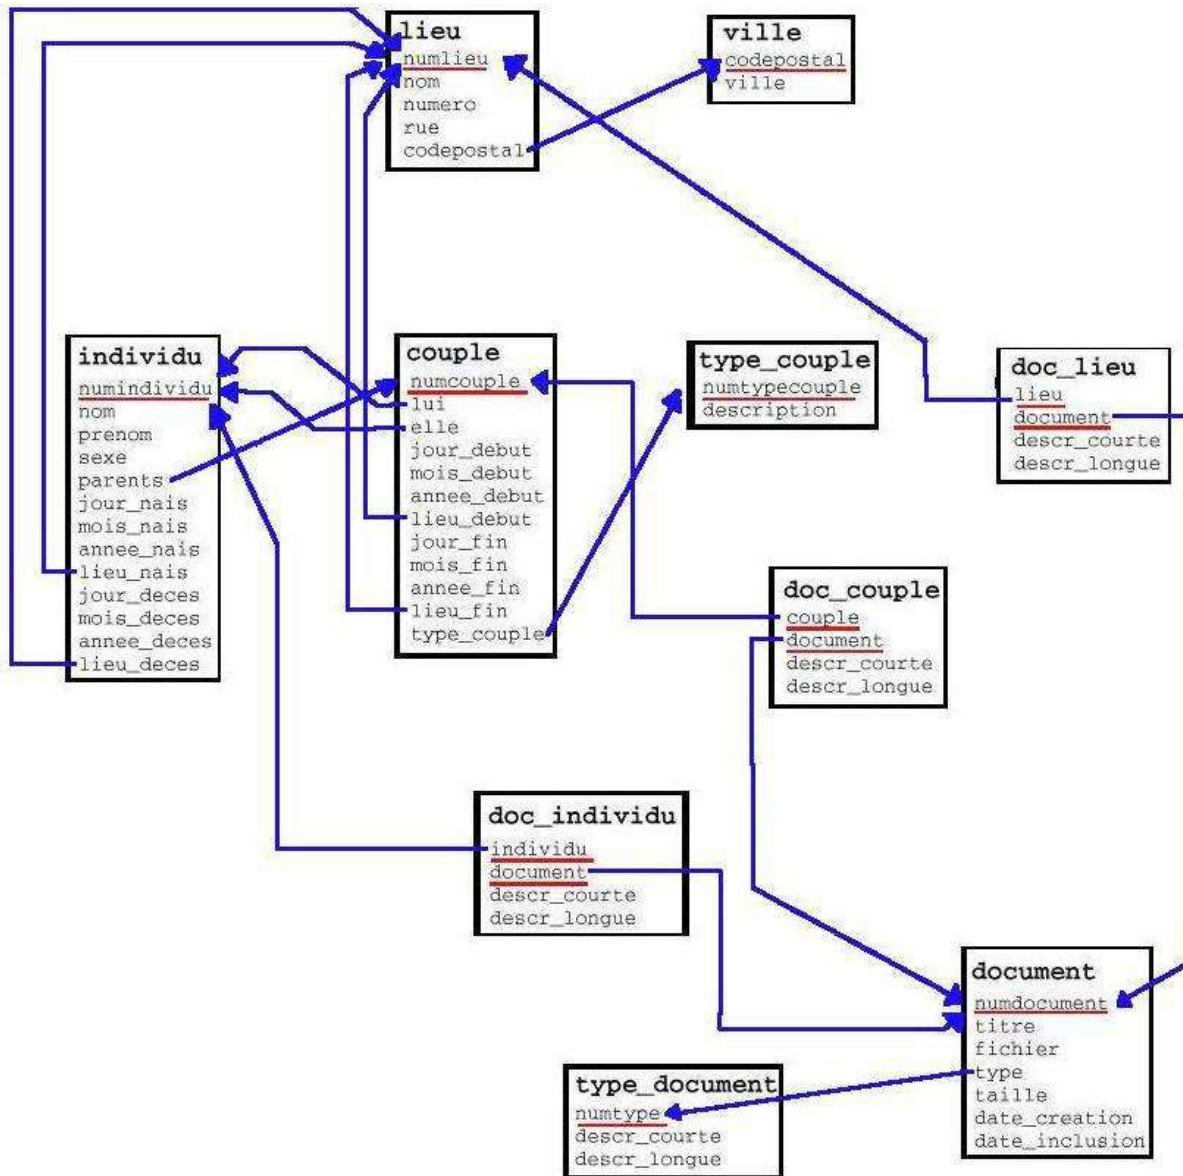 lieu
numlieu
nom
numero
rue
codepostal
ville
codepostal
ville
individu
numindividu
nom
prenom
sexe
parents
jour_nais
mois_nais
annee_nais
lieu_nais
jour_deces
mois_deces
annee_deces
lieu_deces
couple
numcouple
lui
elle
jour_debut
mois_debut
annee_debut
lieu_debut
jour_fin
mois_fin
annee_fin
lieu_fin
type_couple
type_couple
numtypecouple
description
doc_lieu
lieu
document
descr_courte
descr_longue
doc_couple
couple
document
descr_courte
descr_longue
doc_individu
individu
document
descr_courte
descr_longue
document
numdocument
titre
fichier
type
taille
date_creation
date_inclusion
type_document
numtype
descr_courte
descr_longue